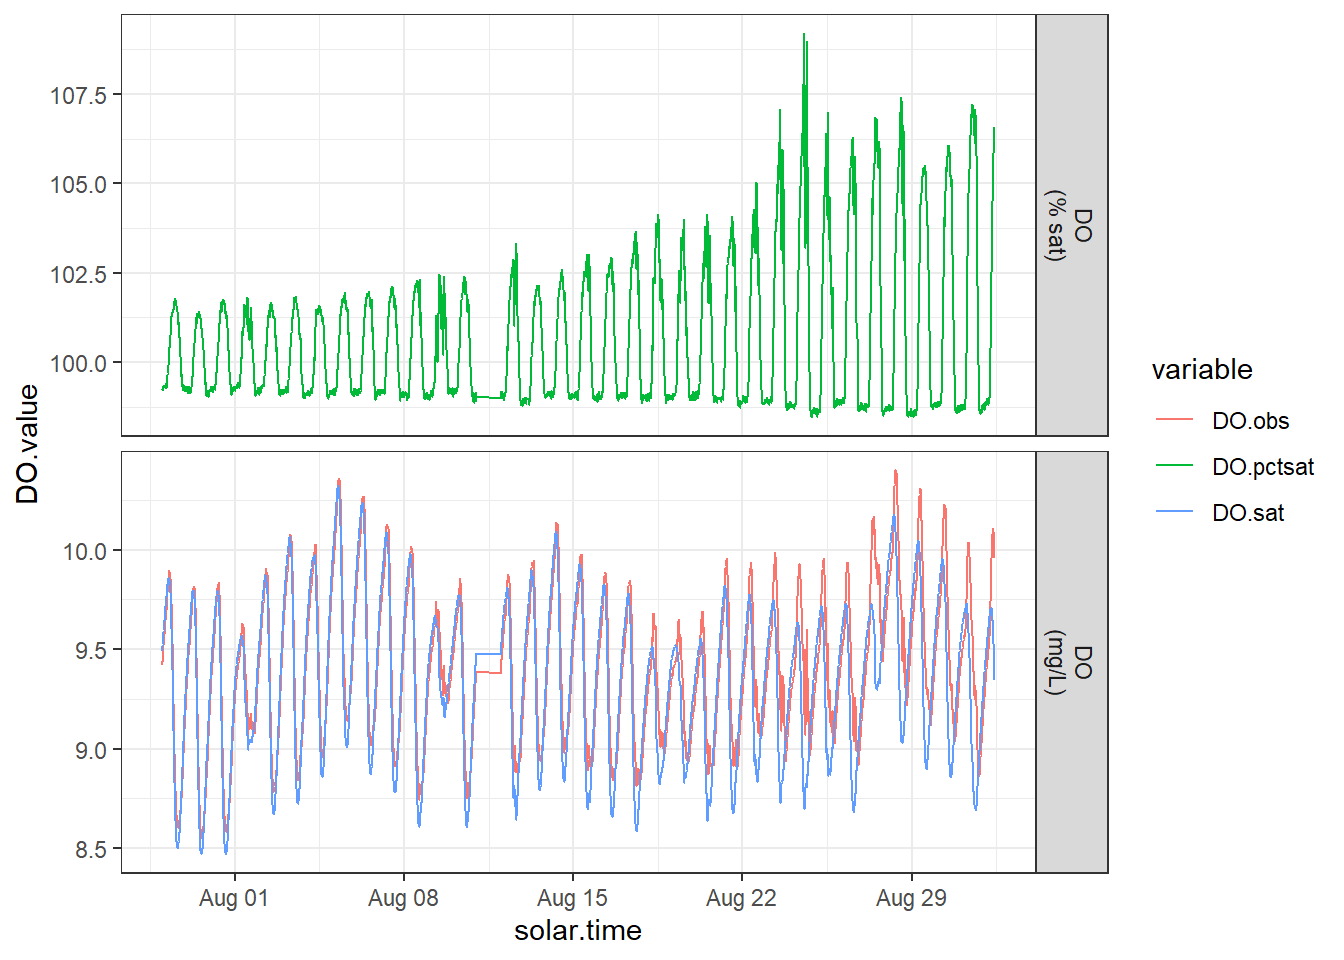 107.5
105.0
102.5
100.0
DO
(% sat)
DO.value
10.0
9.5
9.0
8.5
DO
(mg/L)
Aug 01
Aug 08
Aug 15
Aug 22
Aug 29
solar.time
variable
DO.obs
DO.pctsat
DO.sat